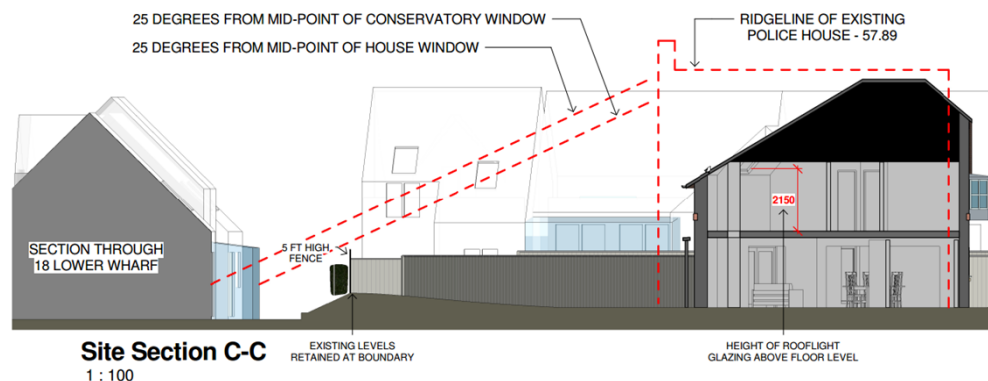 25 DEGREES FROM MID-POINT OF CONSERVATORY WINDOW
25 DEGREES FROM MID-POINT OF HOUSE WINDOW
RIDGELINE OF EXISTING
POLICE HOUSE - 57.89
2150
SECTION THROUGH
18 LOWER WHARF
5 FT HIGH
FENCE
Site Section C-C
1 : 100
EXISTING LEVELS
RETAINED AT BOUNDARY
HEIGHT OF ROOFLIGHT
GLAZING ABOVE FLOOR LEVEL